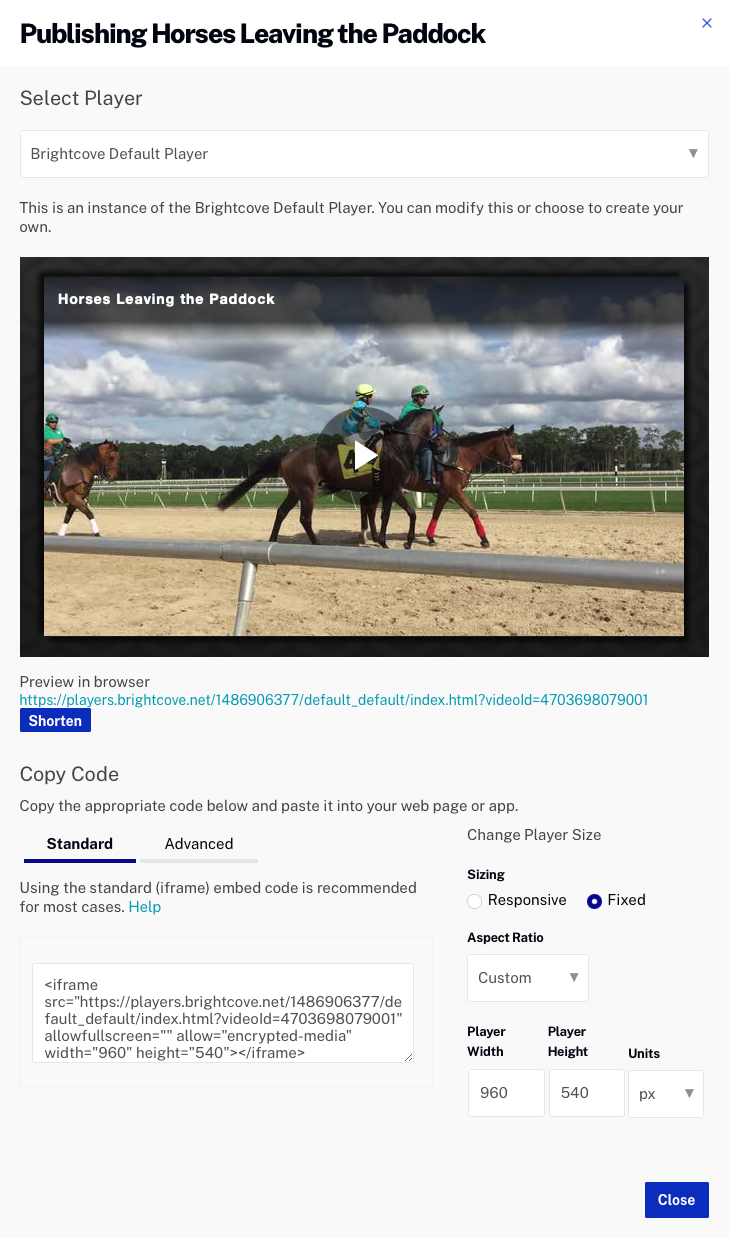 Publishing Horses Leaving the Paddock
Select Player
Brightcove Default Player
This is an instance of the Brightcove Default Player. You can modify this or choose to create your
own.
Horses Leaving the Paddock
4
Preview in browser
https://players.brightcove.net/1486906377/default_default/index.html?videoId=4703698079001
Shorten
Copy Code
Copy the appropriate code below and paste it into your web page or app.
Standard
Advanced
Using the standard (iframe) embed code is recommended
for most cases. Help
<iframe
src="https://players.brightcove.net/1486906377/de
fault_default/index.html?videoId=4703698079001"
allowfullscreen="" allow="encrypted-media"
width="960" height="540"></iframe>
Change Player Size
Sizing
Responsive
Fixed
Aspect Ratio
Custom
Player
Width
Player
Height
Units
960
540
px
Close